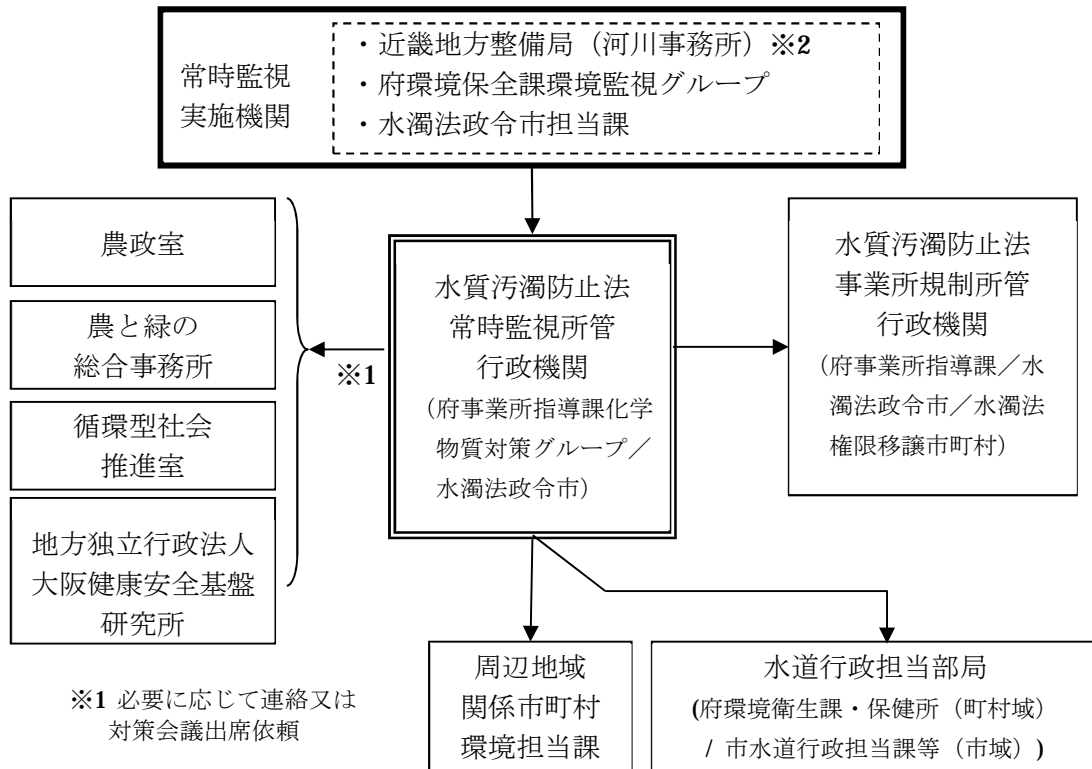 常時監視
実施機関
・近畿地方整備局（河川事務所）※2
・府環境保全課環境監視グループ
・水濁法政令市担当課
農政室
農と緑の
総合事務所
循環型社会
推進室
地方独立行政法人
大阪健康安全基盤
研究所
※1
水質汚濁防止法
常時監視所管
行政機関
（府事業所指導課化学
物質対策グループ／
水濁法政令市）
水質汚濁防止法
事業所規制所管
行政機関
（府事業所指導課／水
濁法政令市／水濁法
権限移譲市町村）
周辺地域
関係市町村
環境担当課
水道行政担当部局
(府環境衛生課・保健所（町村域）
/ 市水道行政担当課等（市域）)
※1 必要に応じて連絡又は
対策会議出席依頼